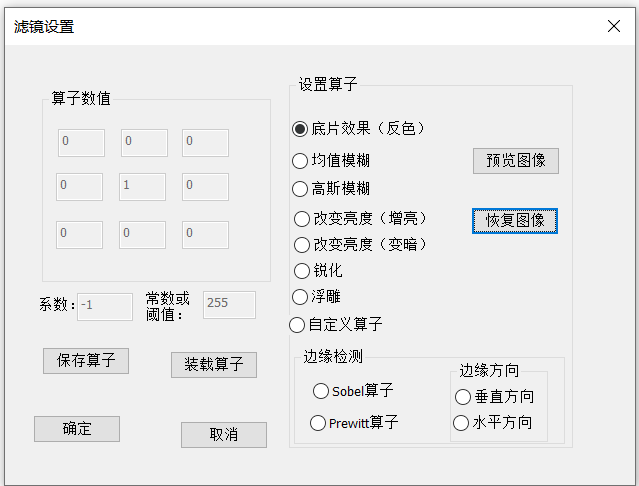 滤镜设置
算子数值
0 0 0
0 1 0
0 0 0
系数：-1
常数或
阈值：
255
保存算子
装载算子
确定
取消
设置算子
底片效果（反色）
均值模糊
高斯模糊
改变亮度（增亮）
改变亮度（变暗）
锐化
浮雕
自定义算子
预览图像
恢复图像
边缘检测
Sobel算子
Prewitt算子
边缘方向
垂直方向
水平方向